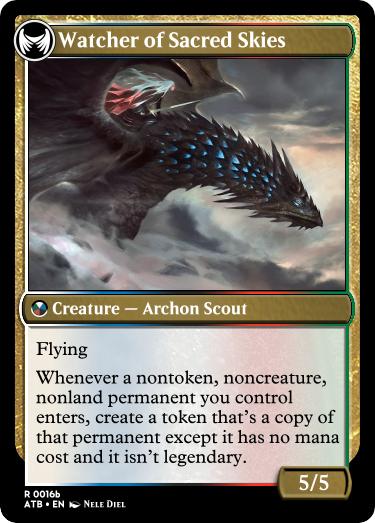 Watcher of Sacred Skies
Creature — Archon Scout
Flying
Whenever a nontoken, noncreature,
nonland permanent you control
enters, create a token that's a copy of
that permanent except it has no mana
cost and it isn't legendary.
5/5
R 0016b
ATB • EN Nele Diel